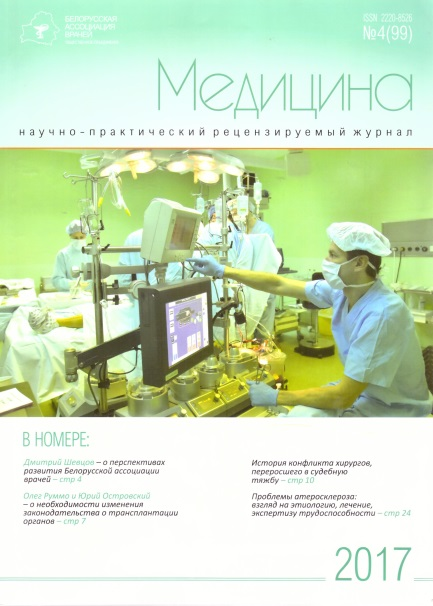 БЕЛОРУССКАЯ
АССОЦИАЦИЯ
ВРАЧЕЙ
ISSN 2220-8526
№4(99)
Медицина
научно-практический рецензируемый журнал
В НОМЕРЕ:
Дмитрий Шевцов – о перспективах
развития Белорусской ассоциации
врачей – стр 4
Олег Руммо и Юрий Островский
– о необходимости изменения
законодательства о трансплантации
органов – стр 7
История конфликта хирургов,
переросшего в судебную
тяжбу – стр 10
Проблемы атеросклероза:
взгляд на этиологию, лечение,
экспертизу трудоспособности – стр 24
2017